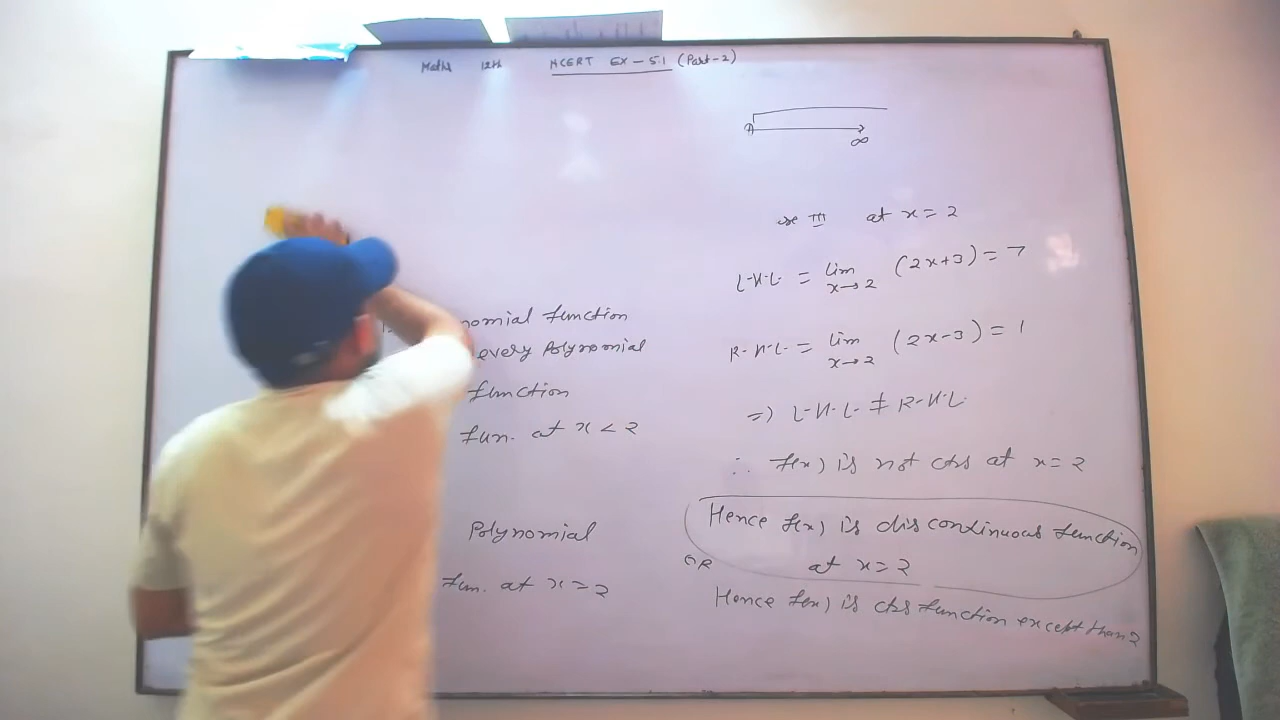 Maths 12th NCERT EX - 5.1 (Part-2)
∞
nomial function
every Polynomial
function
fun. at x < 2
Polynomial
fun. at x = 2
at x = 2
L.H.L. = lim x→2 (2x+3) = 7
R.H.L. = lim x→2 (2x-3) = 1
=) L.H.L. ≠ R.H.L.
∴ f(x) is not cts at x = 2
Hence f(x) is discontinuous function
at x = 2
OR
Hence f(x) is cts function except than 2